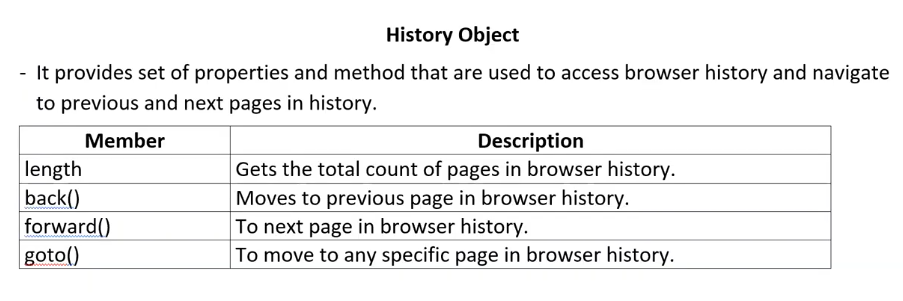 History Object
- It provides set of properties and method that are used to access browser history and navigate
to previous and next pages in history.
Member Description
length Gets the total count of pages in browser history.
back() Moves to previous page in browser history.
forward() To next page in browser history.
goto() To move to any specific page in browser history.